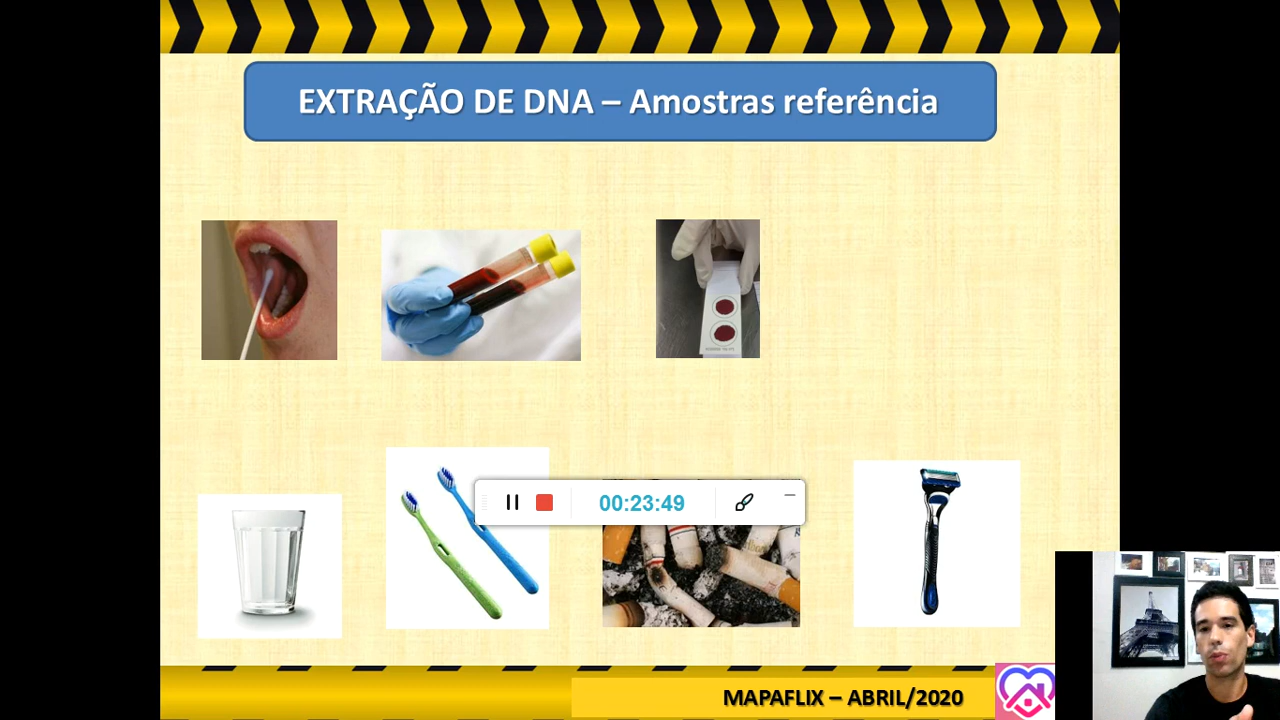 EXTRAÇÃO DE DNA – Amostras referência
00:23:49
MAPAFLIX – ABRIL/2020